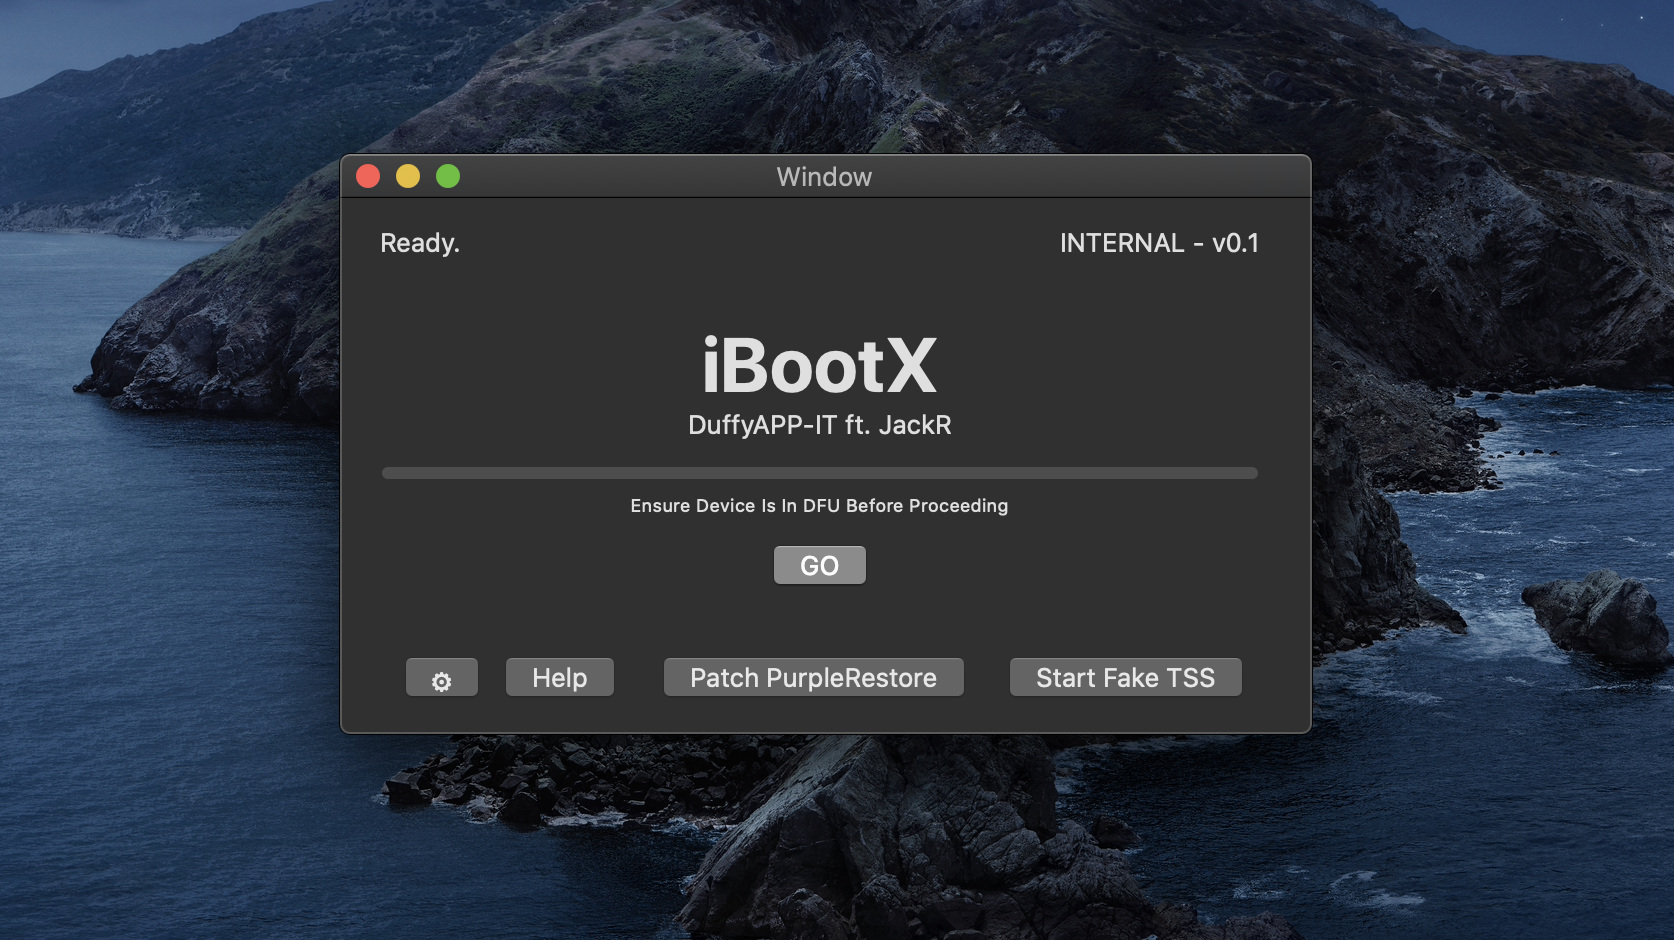 Window
Ready.
INTERNAL - v0.1
iBootX
DuffyAPP-IT ft. JackR
Ensure Device Is In DFU Before Proceeding
GO
Help
Patch PurpleRestore
Start Fake TSS